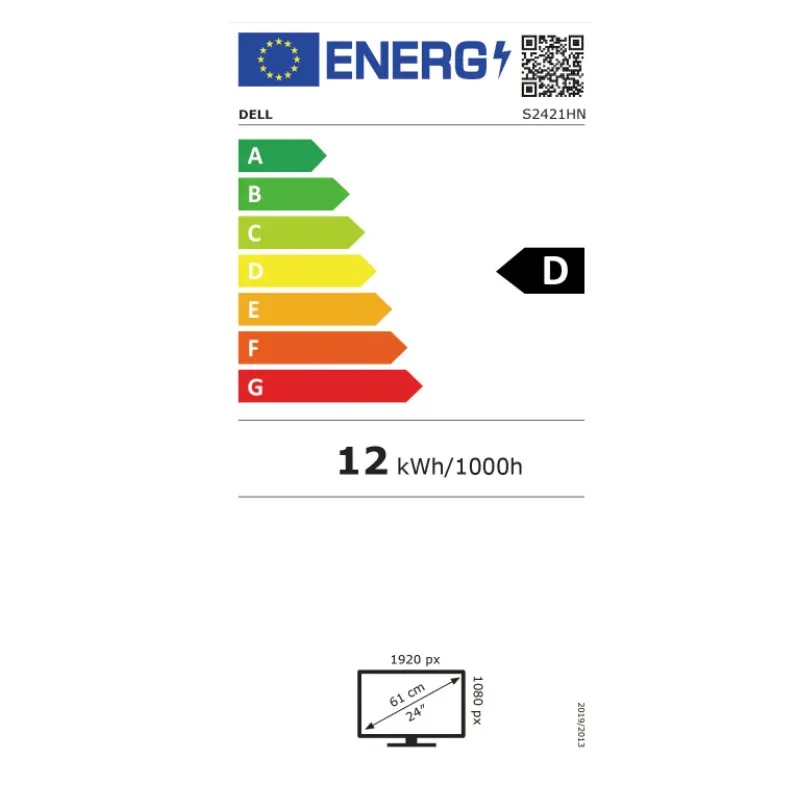 ENERG
DELL
S2421HN
A
B
C
D
D
E
F
G
12 kWh/1000h
1920 px
1080 px
61 cm
24"
2019/2013